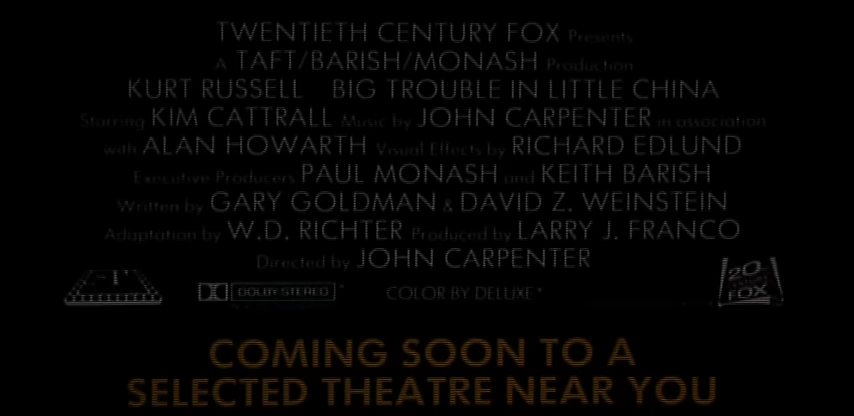 TWENTIETH CENTURY FOX Presents
A TAFT/BARISH/MONASH Production
KURT RUSSELL BIG TROUBLE IN LITTLE CHINA
Starring KIM CATTRALL Music by JOHN CARPENTER in association
with ALAN HOWARTH Visual Effects by RICHARD EDLUND
Executive Producers PAUL MONASH and KEITH BARISH
Written by GARY GOLDMAN & DAVID Z. WEINSTEIN
Adaptation by W.D. RICHTER Produced by LARRY J. FRANCO
Directed by JOHN CARPENTER
DOLBY STEREO COLOR BY DELUXE 20 CENTURY FOX
COMING SOON TO A
SELECTED THEATRE NEAR YOU